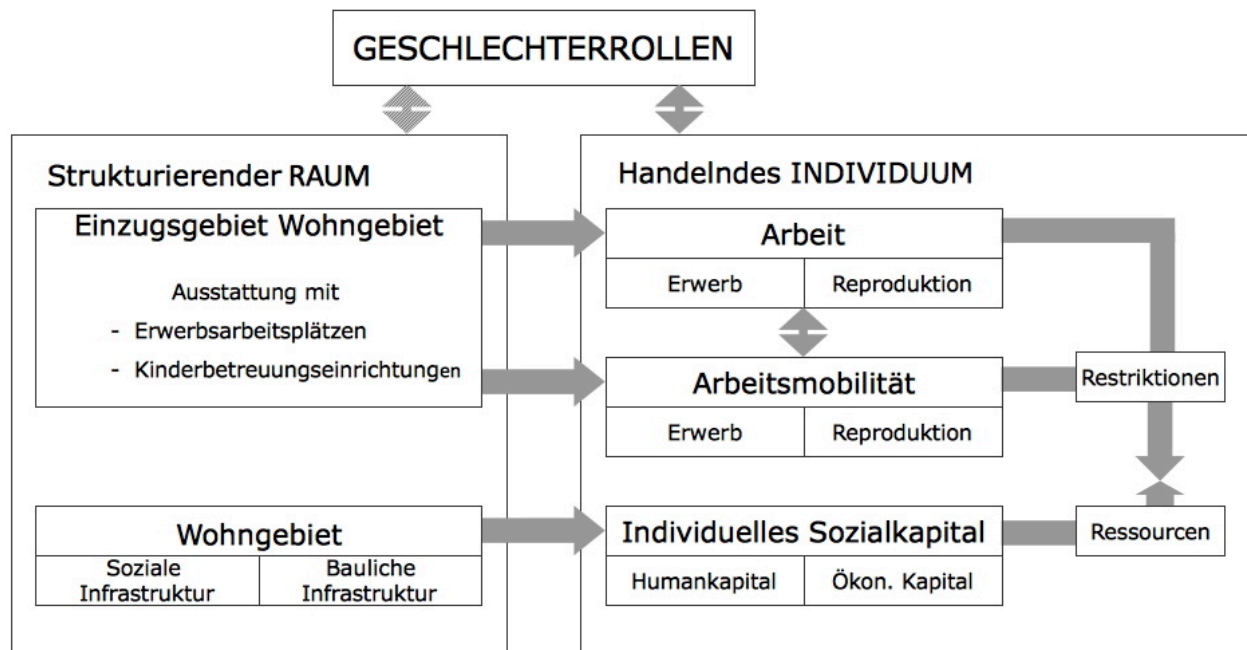 GESCHLECHTERROLLEN
Strukturierender RAUM
Einzugsgebiet Wohngebiet
Ausstattung mit
- Erwerbsarbeitsplätzen
- Kinderbetreuungseinrichtungen
Wohngebiet
Soziale
Infrastruktur
Bauliche
Infrastruktur
Handelndes INDIVIDUUM
Arbeit
Erwerb
Reproduktion
Arbeitsmobilität
Erwerb
Reproduktion
Restriktionen
Individuelles Sozialkapital
Humankapital
Ökon. Kapital
Ressourcen